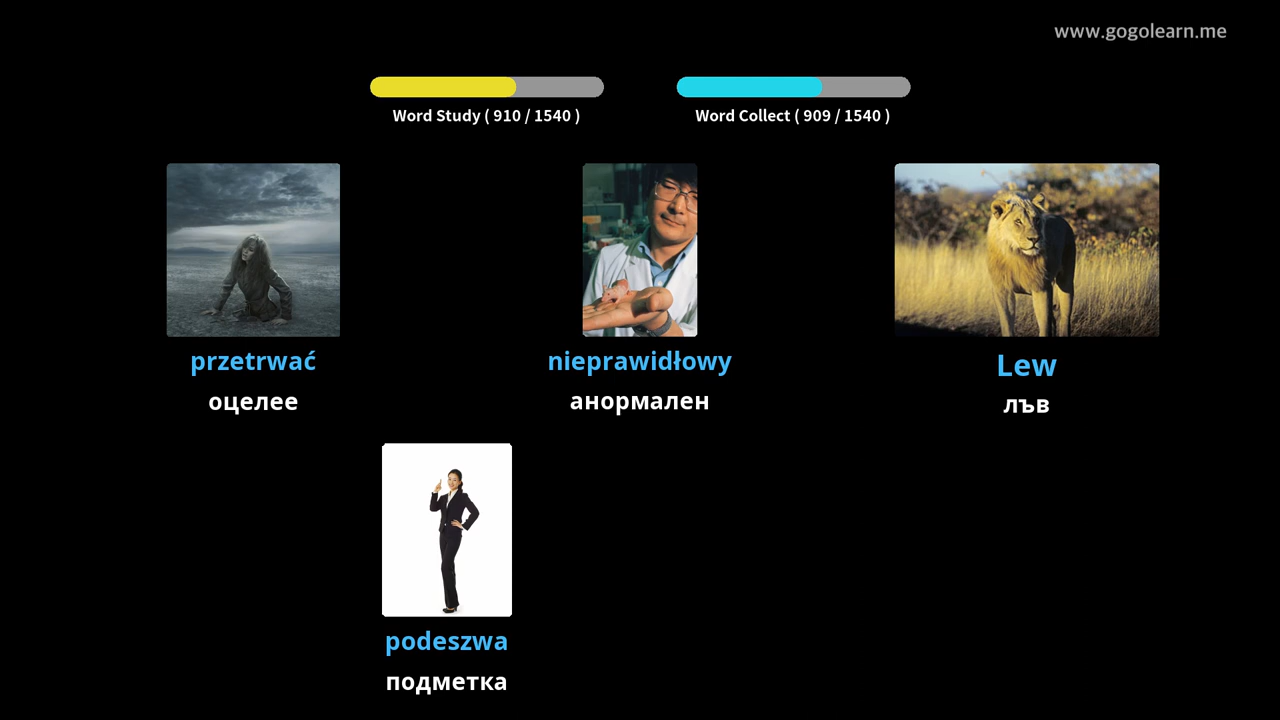 www.gogolearn.me
Word Study ( 910 / 1540 )
Word Collect ( 909 / 1540 )
przetrwać
оцелее
nieprawidłowy
анормален
Lew
лъв
podeszwa
подметка